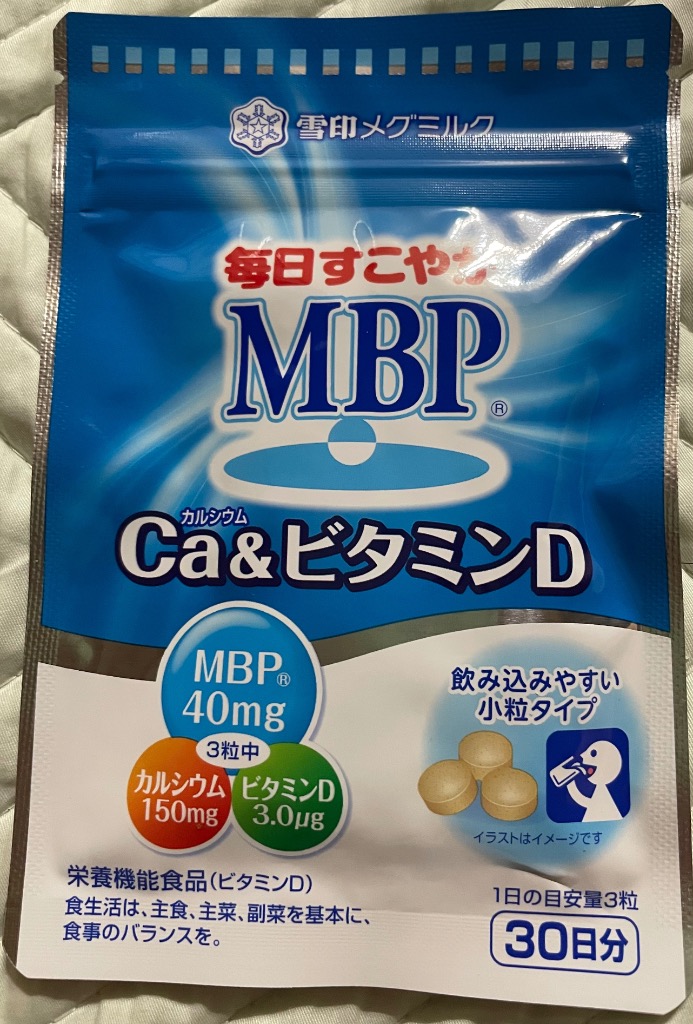 雪印メグミルク
毎日すこやか
MBP®
カルシウム
Ca&ビタミンD
MBP®
40mg
3粒中
カルシウム
150mg
ビタミンD
3.0μg
飲み込みやすい
小粒タイプ
イラストはイメージです
栄養機能食品(ビタミンD)
食生活は、主食、主菜、副菜を基本に、
食事のバランスを。
1日の目安量3粒
30日分